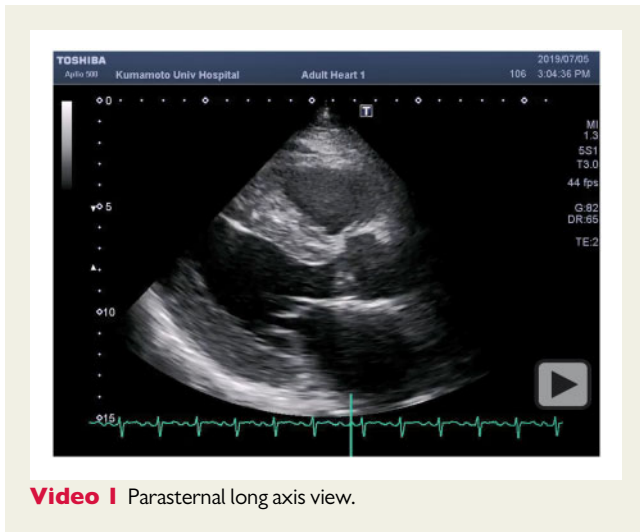 TOSHIBA
2019/07/05
Aplio 500 Kumamoto Univ Hospital Adult Heart 1 106 3:04:36 PM
0
T
MI
1.3
5S1
T3.0
44 fps
5
G:82
DR:65
TE:2
10
15
Video 1 Parasternal long axis view.